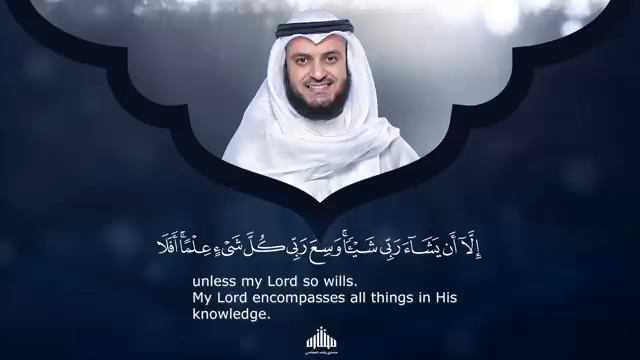 إِلَّآ أَن يَشَآءَ رَبِّى شَيْـًٔا ۗ وَسِعَ رَبِّى كُلَّ شَىْءٍ عِلْمًا ۗ أَفَلَا
unless my Lord so wills.
My Lord encompasses all things in His
knowledge.